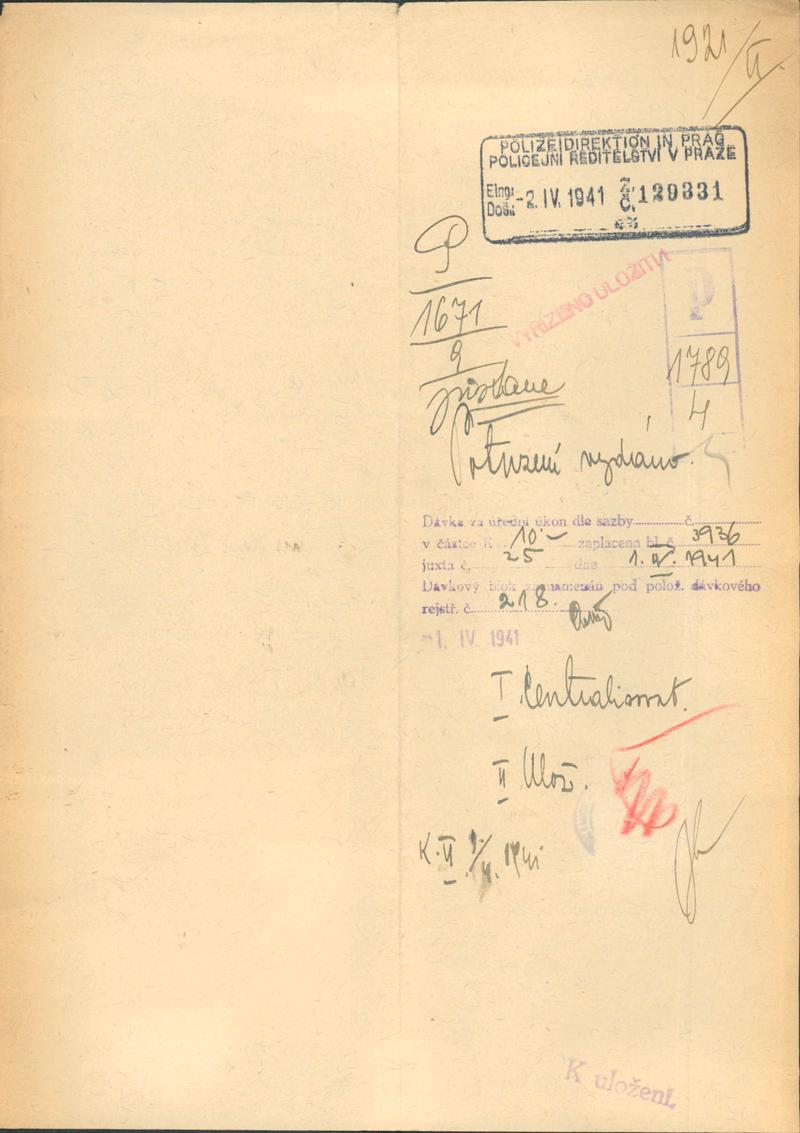 1921/II.
POLIZEIDIREKTION IN PRAG
POLICEJNÍ ŘEDITELSTVÍ V PRAZE
Eing:
Doš.: -2. IV. 1941 Z. Č. 129331
P
1671
9
VYŘÍZENO ULOŽITI
P
1789
4
Potvrzení vydáno.
Dávka za úřední úkon dle sazby č.
v částce K 10.- zaplacena bl. č. 3936
juxta č. 25 dne 1. IV. 1941
Dávkový blok zaznamenán pod polož. dávkového
rejstř. č. 218.
-1. IV 1941
I Centralisovat.
II Ulož.
K. II 1/4. 1941
K uložení.